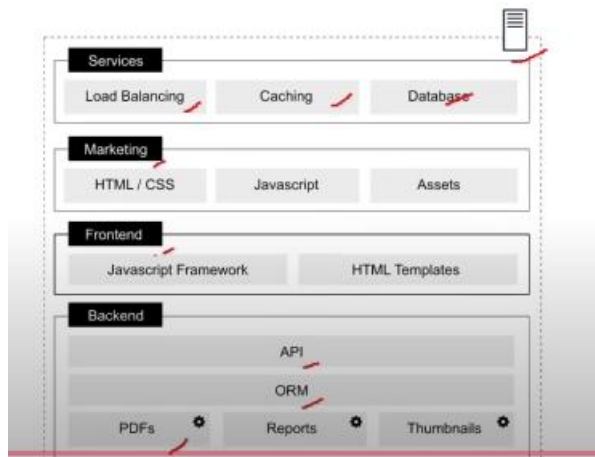 Services
Load Balancing Caching Database
Marketing
HTML / CSS Javascript Assets
Frontend
Javascript Framework HTML Templates
Backend
API
ORM
PDFs Reports Thumbnails